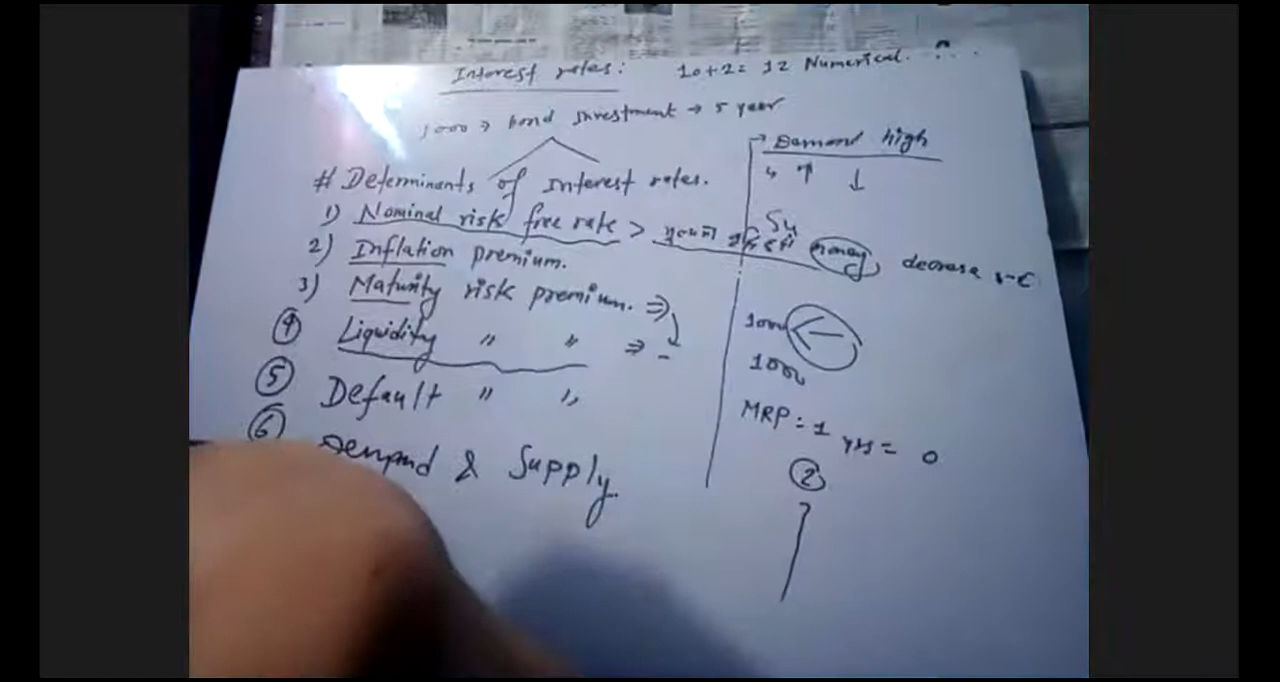 Interest rates: 10+2= 12 Numerical...
1000 → bond investment → 5 year
# Determinants of interest rates.
1) Nominal risk free rate >
2) Inflation premium.
3) Maturity risk premium. ⇒
④ Liquidity " " ⇒ -
⑤ Default " "
⑥ Demand & Supply.
→ Demand high
↳ ↑ ↓
Su
money decrease
1000
1000
MRP = 1 yrs = 0
②